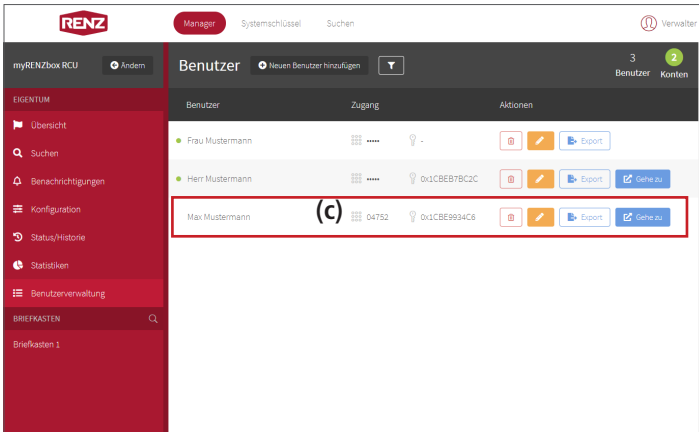 RENZ
Manager Systemschlüssel Suchen Verwalter
myRENZbox RCU Ändern
Benutzer Neuen Benutzer hinzufügen
3 Benutzer
2 Konten
EIGENTUM
Übersicht
Suchen
Benachrichtigungen
Konfiguration
Status/Historie
Statistiken
Benutzerverwaltung
BRIEFKASTEN
Briefkasten 1
Benutzer Zugang Aktionen
Frau Mustermann ••••• - Export
Herr Mustermann ••••• 0x1CBEB7BC2C Export Gehe zu
Max Mustermann (c) 04752 0x1CBE9934C6 Export Gehe zu